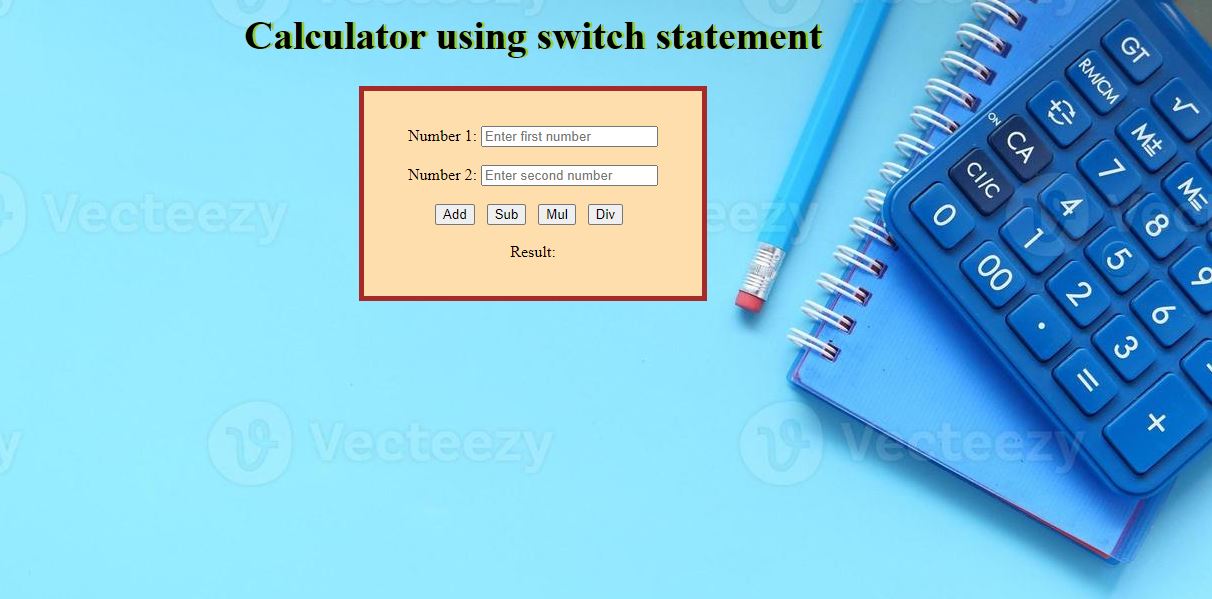 Calculator using switch statement
Number 1: Enter first number
Number 2: Enter second number
Add Sub Mul Div
Result:
Vecteezy
Vecteezy
Vecteezy
Vecteezy
GT
RM/CM
√
ON
CA
M±
M=
CI/C
7
8
9
4
5
6
0
1
2
3
00
.
=
+